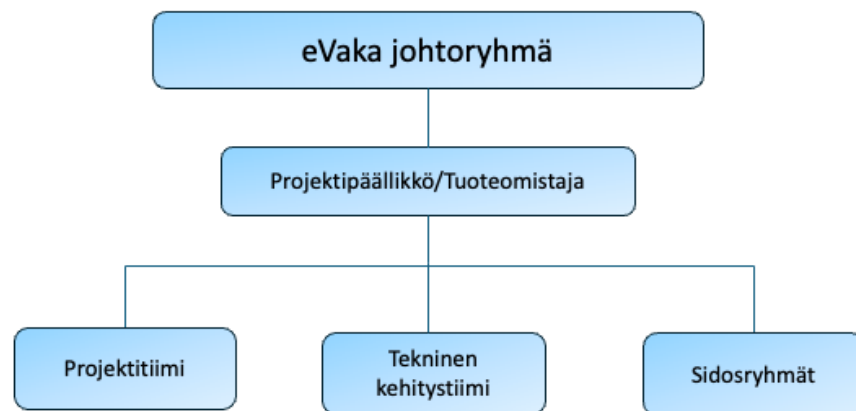 eVaka johtoryhmä
Projektipäällikkö/Tuoteomistaja
Projektitiimi
Tekninen
kehitystiimi
Sidosryhmät